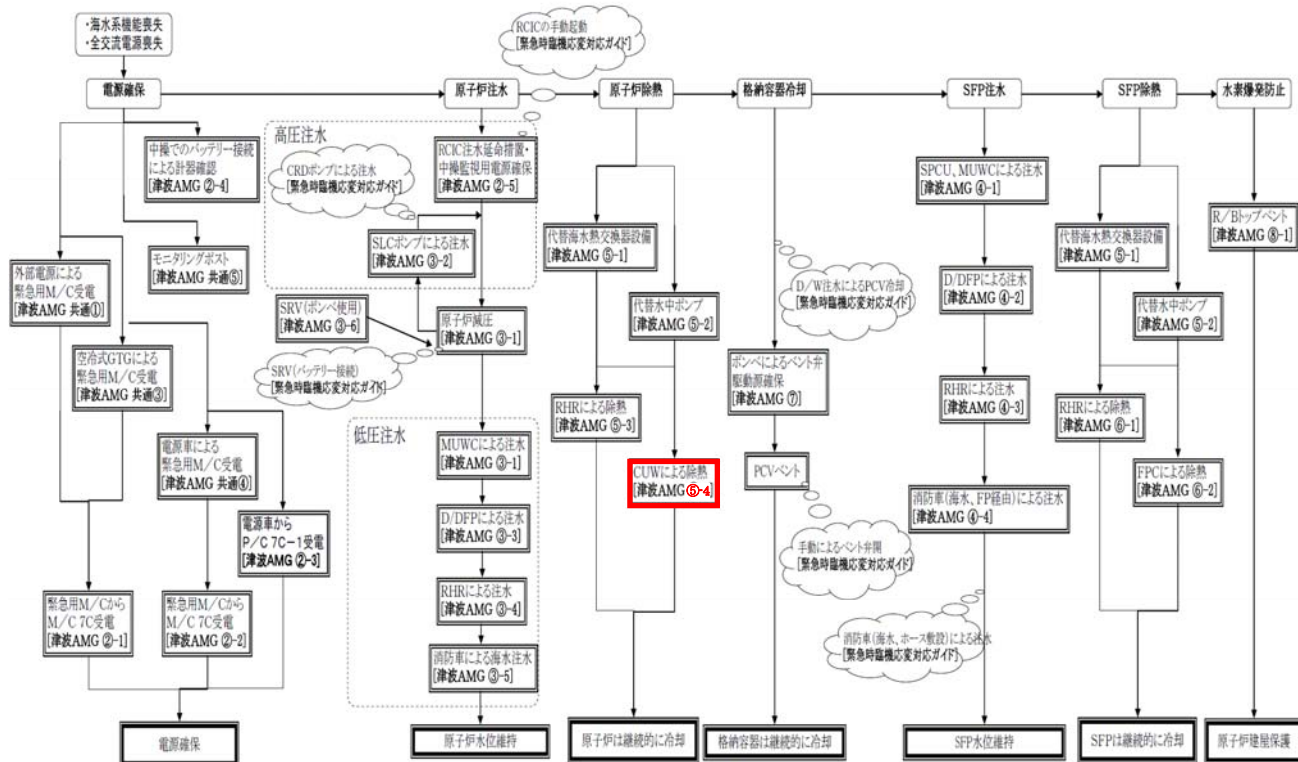 ・海水系機能喪失
・全交流電源喪失
RCICの手動起動
[緊急時臨機応変対応ガイド]
電源確保
原子炉注水
原子炉除熱
格納容器冷却
SFP注水
SFP除熱
水素爆発防止
中操でのバッテリー接続
による計器確認
[津波AMG ②-4]
モニタリングポスト
[津波AMG 共通⑤]
外部電源による
緊急用M/C受電
[津波AMG 共通①]
空冷式GTGによる
緊急用M/C受電
[津波AMG 共通③]
電源車による
緊急用M/C受電
[津波AMG 共通④]
電源車から
P/C 7C-1受電
[津波AMG ②-3]
緊急用M/Cから
M/C 7C受電
[津波AMG ②-1]
緊急用M/Cから
M/C 7C受電
[津波AMG ②-2]
電源確保
高圧注水
RCIC注水延命措置・
中操監視用電源確保
[津波AMG ②-5]
CRDポンプによる注水
[緊急時臨機応変対応ガイド]
SLCポンプによる注水
[津波AMG ③-2]
SRV(ボンベ使用)
[津波AMG ③-6]
原子炉減圧
[津波AMG ③-1]
SRV(バッテリー接続)
[緊急時臨機応変対応ガイド]
低圧注水
MUWCによる注水
[津波AMG ③-1]
D/DFPによる注水
[津波AMG ③-3]
RHRによる注水
[津波AMG ③-4]
消防車による海水注水
[津波AMG ③-5]
原子炉水位維持
代替海水熱交換器設備
[津波AMG ⑤-1]
代替水中ポンプ
[津波AMG ⑤-2]
RHRによる除熱
[津波AMG ⑤-3]
CUWによる除熱
[津波AMG ⑤-4]
原子炉は継続的に冷却
D/W注水によるPCV冷却
[緊急時臨機応変対応ガイド]
ボンベによるベント弁
駆動源確保
[津波AMG ⑦]
PCVベント
手動によるベント弁開
[緊急時臨機応変対応ガイド]
格納容器は継続的に冷却
SPCU、MUWCによる注水
[津波AMG ④-1]
D/DFPによる注水
[津波AMG ④-2]
RHRによる注水
[津波AMG ④-3]
消防車(海水、FP経由)による注水
[津波AMG ④-4]
消防車(海水、ホース敷設)による注水
[緊急時臨機応変対応ガイド]
SFP水位維持
代替海水熱交換器設備
[津波AMG ⑤-1]
代替水中ポンプ
[津波AMG ⑤-2]
RHRによる除熱
[津波AMG ⑥-1]
FPCによる除熱
[津波AMG ⑥-2]
SFPは継続的に冷却
R/Bトップベント
[津波AMG ⑧-1]
原子炉建屋保護